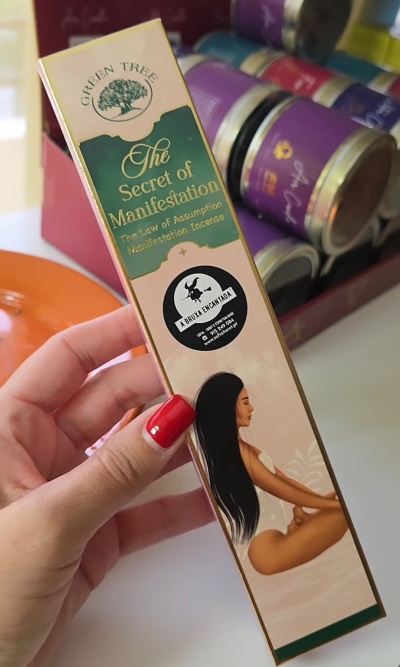 GREEN TREE
The
Secret of
Manifestation
The Law of Assumption
Manifestation Incense
A BRUXA ENCANTADA